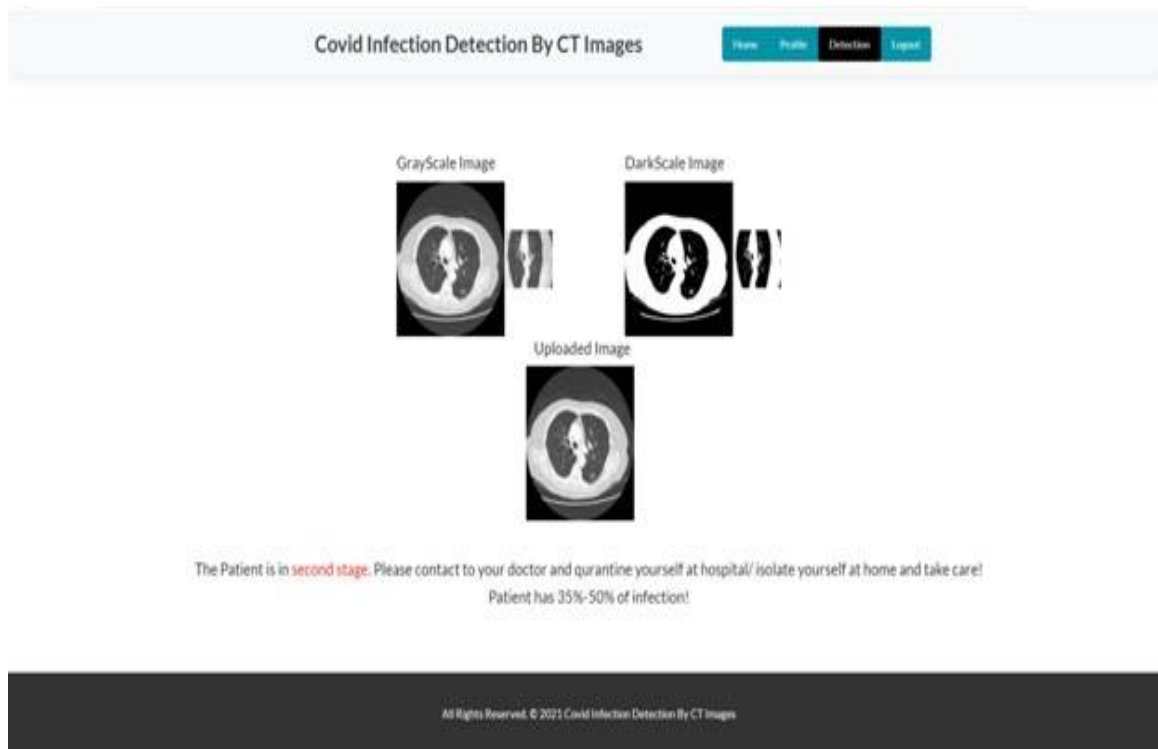 Covid Infection Detection By CT Images
Home Profile Detection Logout
GrayScale Image
DarkScale Image
Uploaded Image
The Patient is in second stage. Please contact to your doctor and qurantine yourself at hospital/ isolate yourself at home and take care!
Patient has 35%-50% of infection!
All Rights Reserved. © 2021 Covid Infection Detection By CT Images